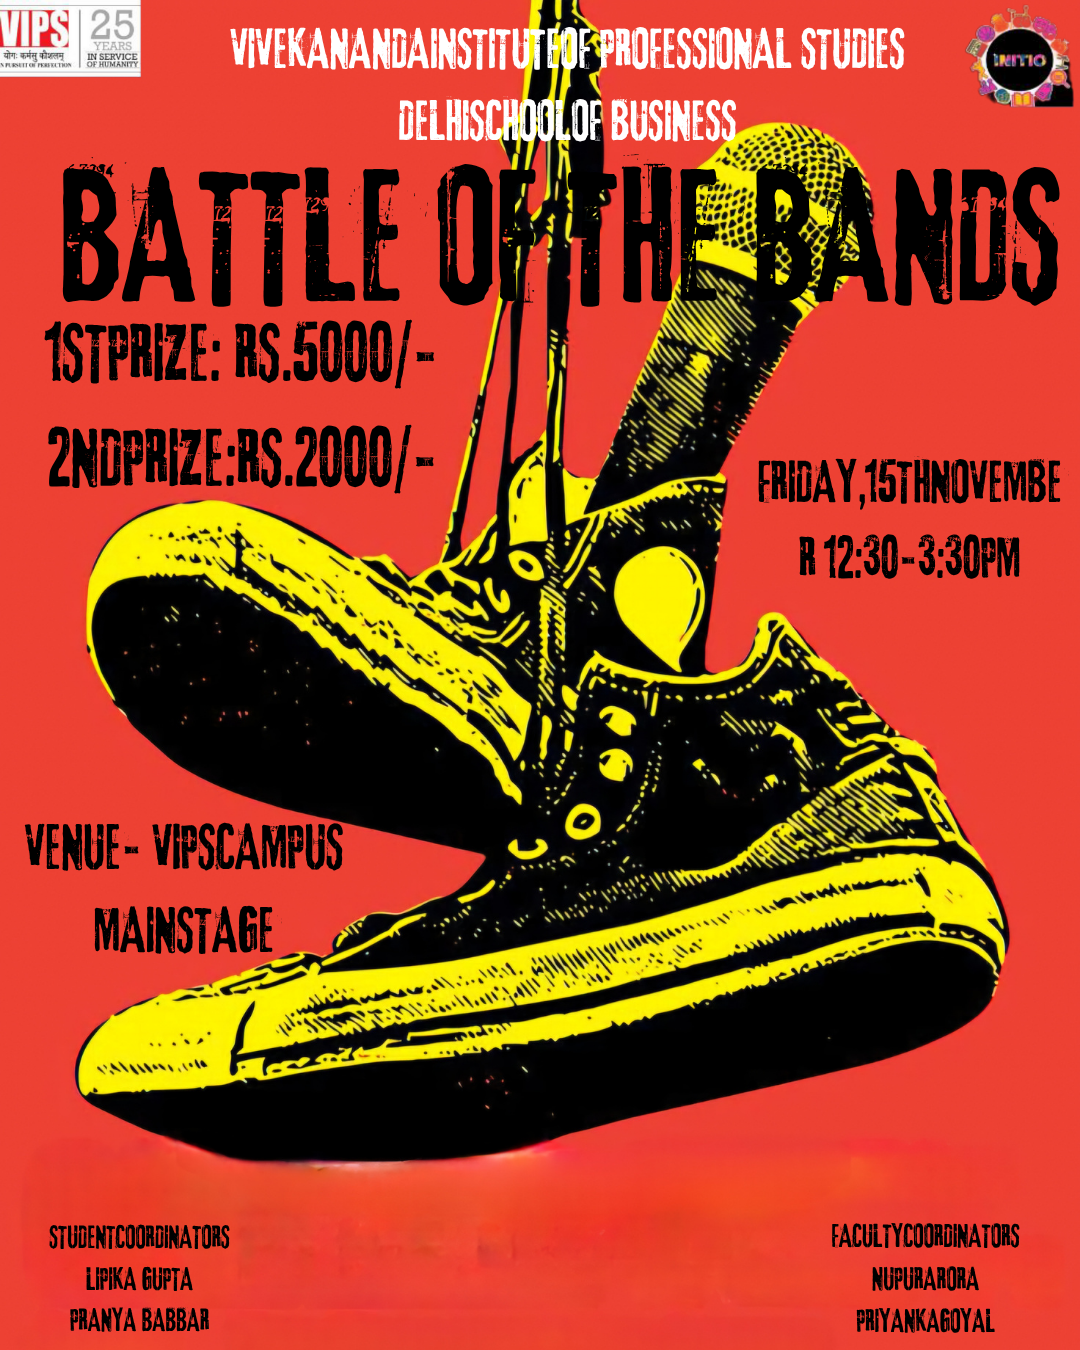 VIPS
योगः कर्मसु कौशलम्
IN PURSUIT OF PERFECTION
25
YEARS
IN SERVICE
OF HUMANITY
VIVEKANANDAINSTITUTEOF PROFESSIONAL STUDIES
DELHISCHOOLOF BUSINESS
INITIO
BATTLE OF THE BANDS
1STPRIZE: RS.5000/-
2NDPRIZE:RS.2000/-
FRIDAY,15THNOVEMBE
R 12:30-3:30PM
VENUE- VIPSCAMPUS
MAINSTAGE
STUDENTCOORDINATORS
LIPIKA GUPTA
PRANYA BABBAR
FACULTYCOORDINATORS
NUPURARORA
PRIYANKAGOYAL